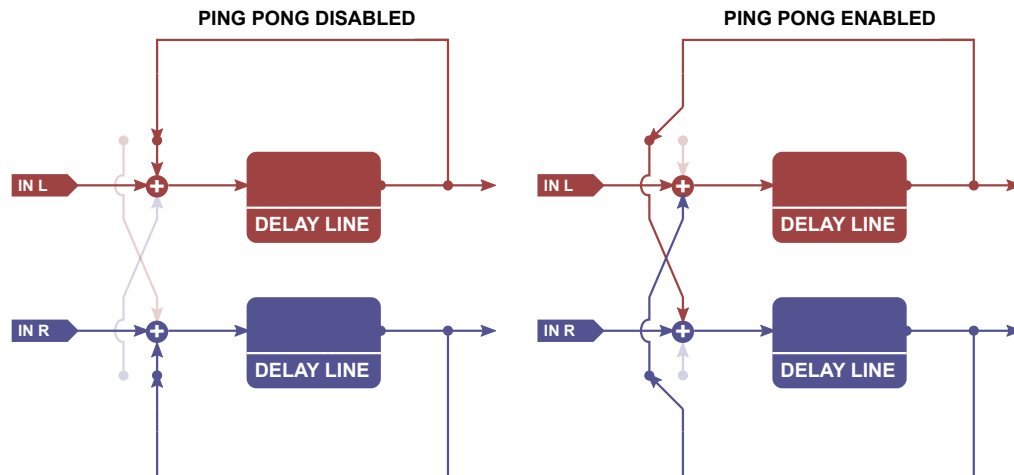 PING PONG DISABLED
PING PONG ENABLED
IN L
DELAY LINE
IN L
DELAY LINE
IN R
DELAY LINE
IN R
DELAY LINE